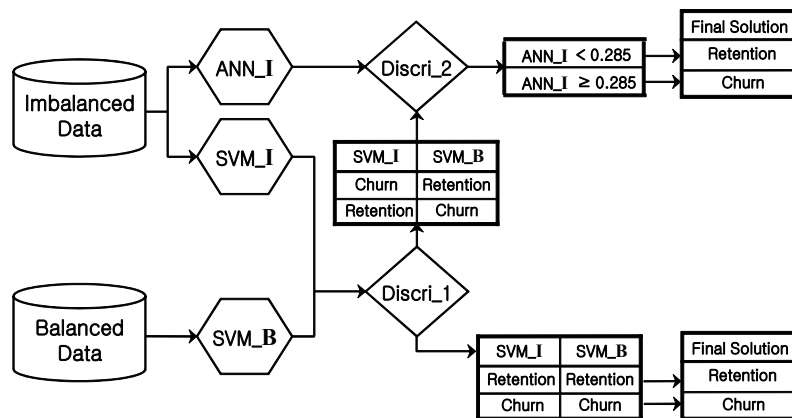 Imbalanced
Data
ANN_I
SVM_I
Discri_2
ANN_I < 0.285
ANN_I ≥ 0.285
Final Solution
Retention
Churn
SVM_I SVM_B
Churn Retention
Retention Churn
Balanced
Data
SVM_B
Discri_1
SVM_I SVM_B
Retention Retention
Churn Churn
Final Solution
Retention
Churn